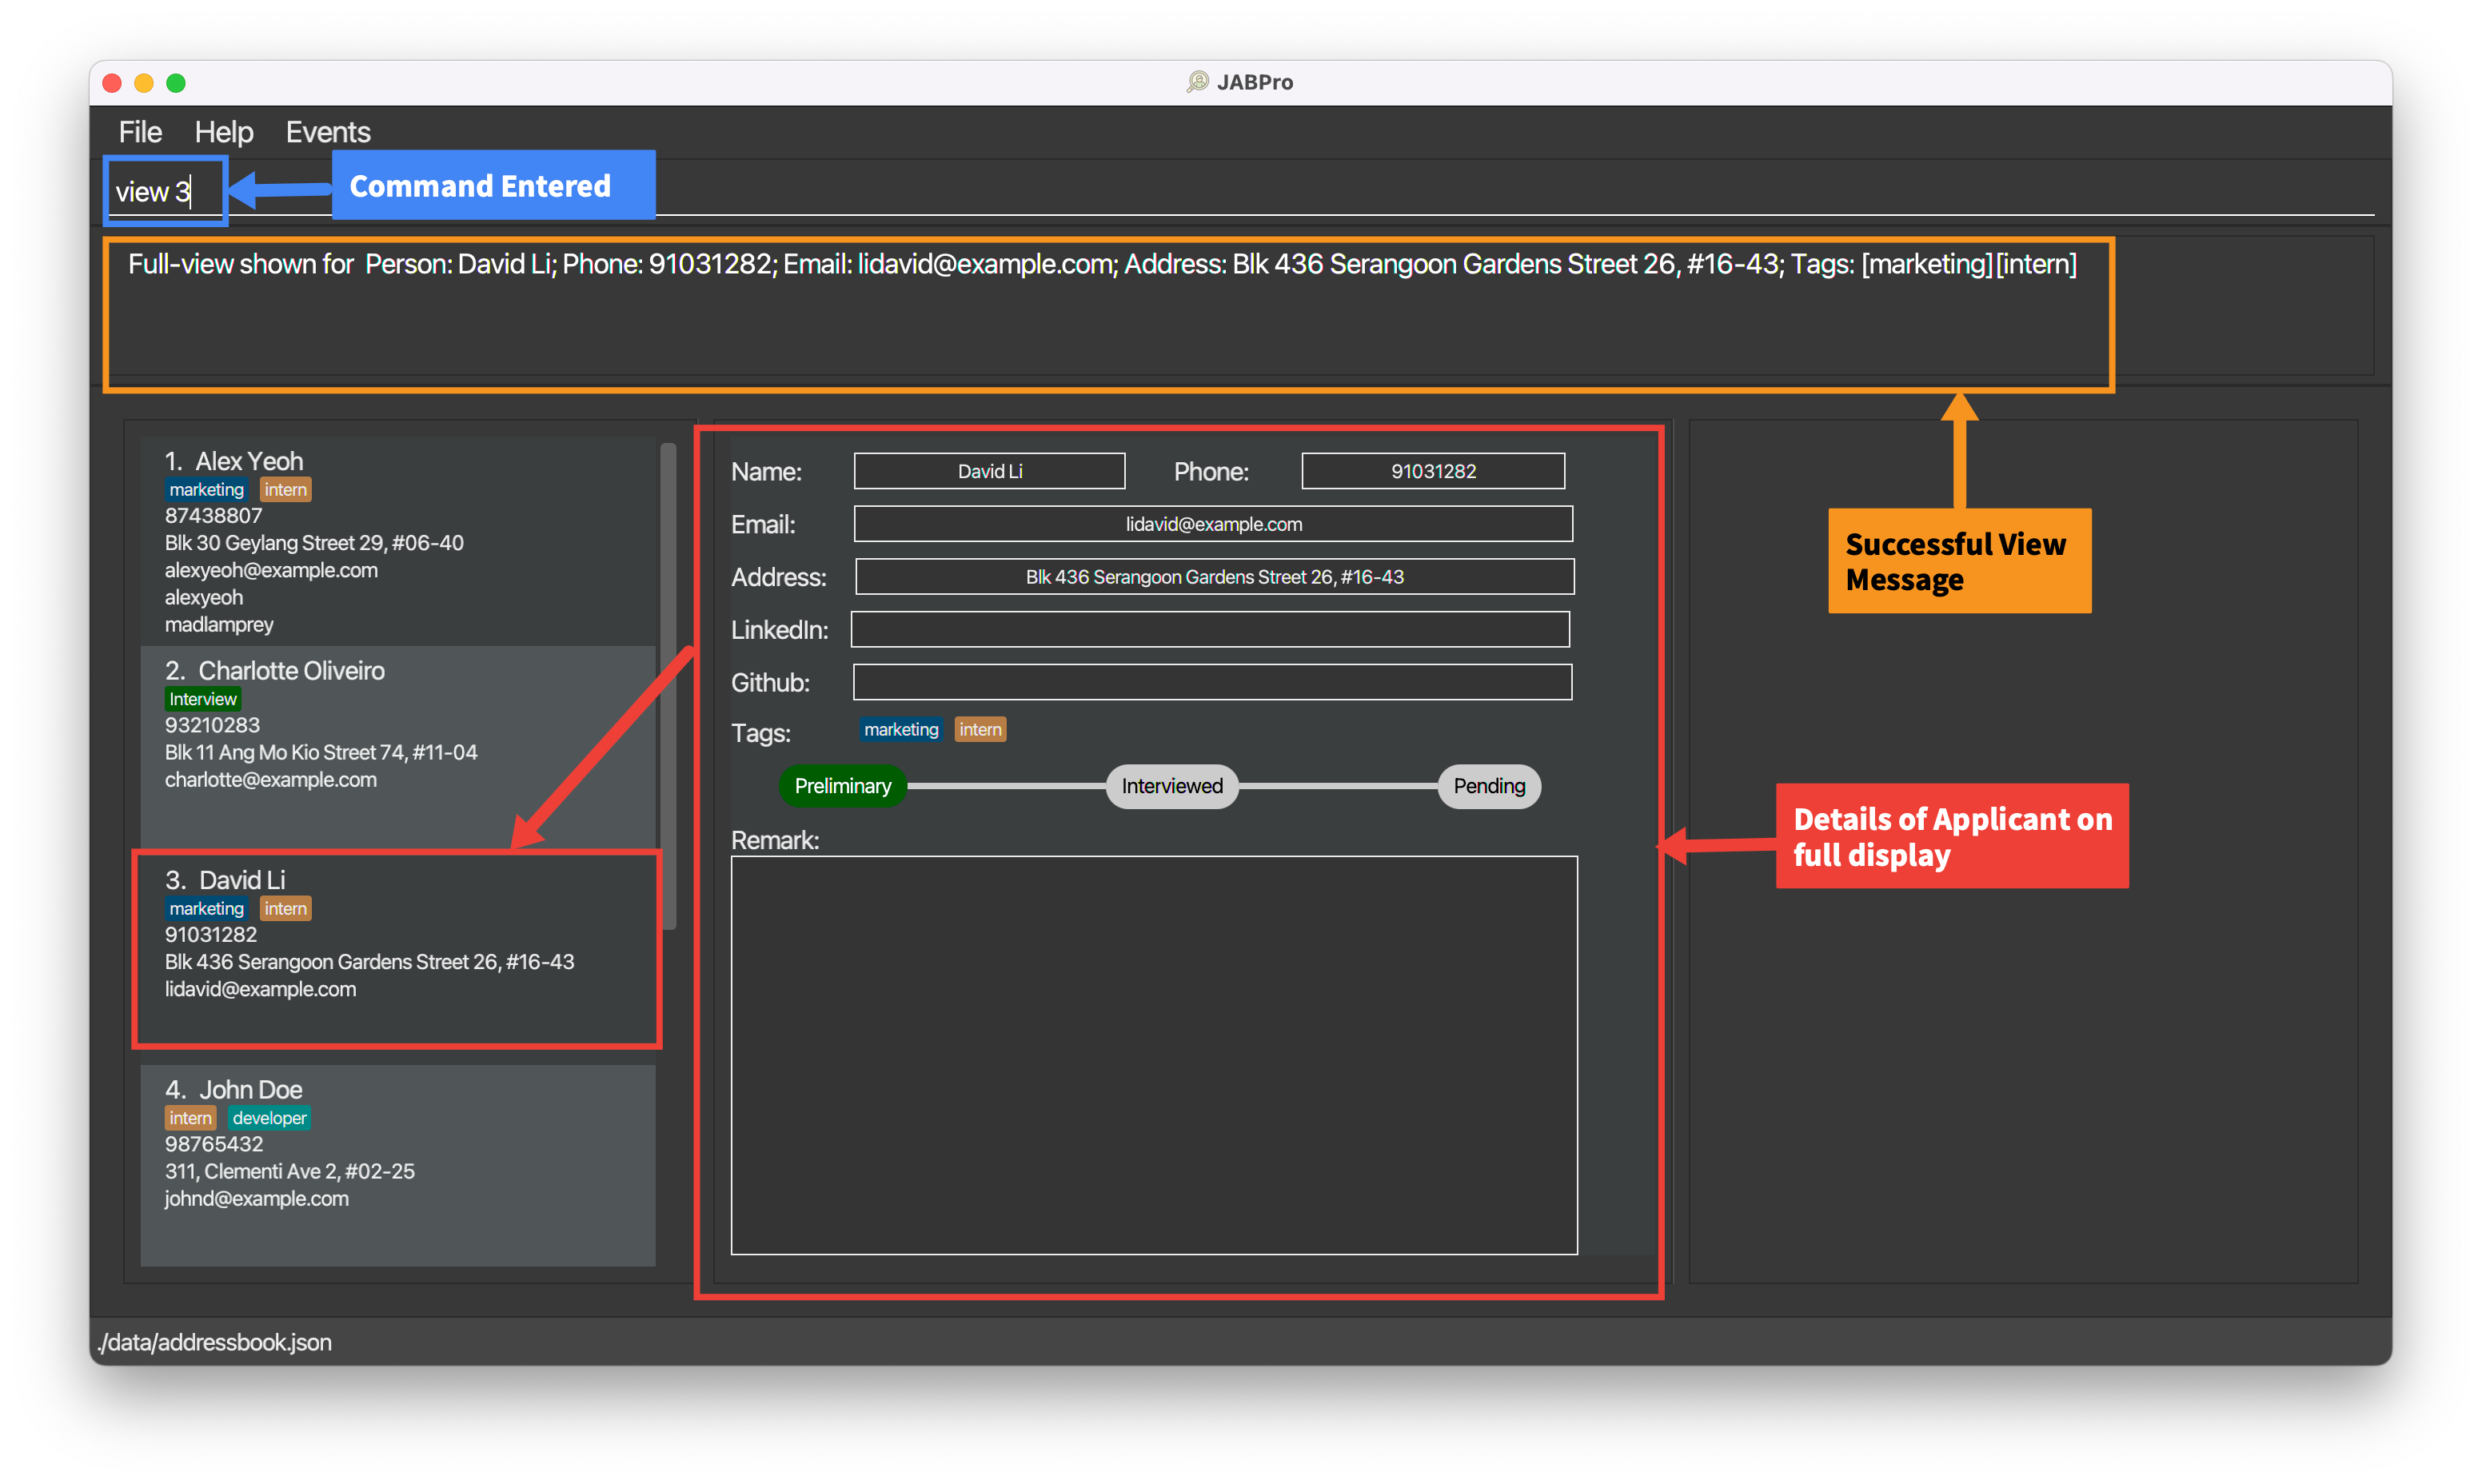 JABPro
File Help Events
view 3
Command Entered
Full-view shown for  Person: David Li; Phone: 91031282; Email: lidavid@example.com; Address: Blk 436 Serangoon Gardens Street 26, #16-43; Tags: [marketing][intern]
Successful View
Message
1. Alex Yeoh
marketing intern
87438807
Blk 30 Geylang Street 29, #06-40
alexyeoh@example.com
alexyeoh
madlamprey
2. Charlotte Oliveiro
Interview
93210283
Blk 11 Ang Mo Kio Street 74, #11-04
charlotte@example.com
3. David Li
marketing intern
91031282
Blk 436 Serangoon Gardens Street 26, #16-43
lidavid@example.com
4. John Doe
intern developer
98765432
311, Clementi Ave 2, #02-25
johnd@example.com
Name: David Li Phone: 91031282
Email: lidavid@example.com
Address: Blk 436 Serangoon Gardens Street 26, #16-43
LinkedIn:
Github:
Tags: marketing intern
Preliminary Interviewed Pending
Remark:
Details of Applicant on
full display
./data/addressbook.json